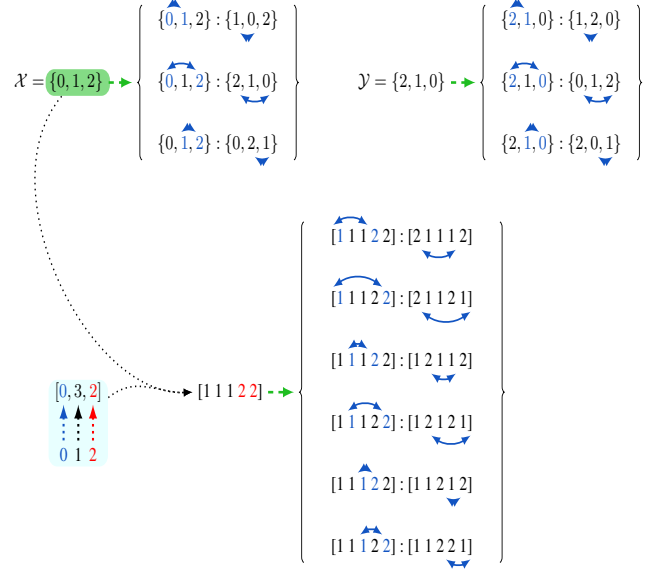 {0, 1, 2} : {1, 0, 2}
𝒳 = {0, 1, 2}
{0, 1, 2} : {2, 1, 0}
{0, 1, 2} : {0, 2, 1}
{2, 1, 0} : {1, 2, 0}
𝒴 = {2, 1, 0}
{2, 1, 0} : {0, 1, 2}
{2, 1, 0} : {2, 0, 1}
[1 1 1 2 2] : [2 1 1 1 2]
[1 1 1 2 2] : [2 1 1 2 1]
[1 1 1 2 2] : [1 2 1 1 2]
[0, 3, 2]
[1 1 1 2 2]
[1 1 1 2 2] : [1 2 1 2 1]
0 1 2
[1 1 1 2 2] : [1 1 2 1 2]
[1 1 1 2 2] : [1 1 2 2 1]